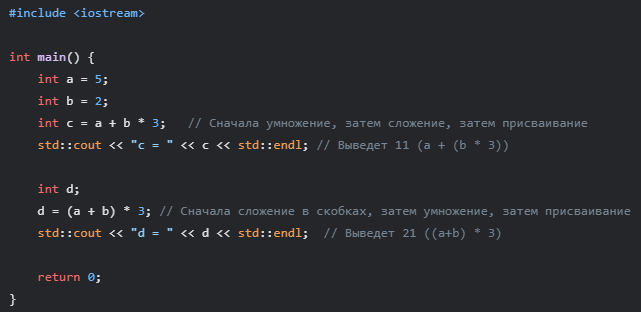 #include <iostream>

int main() {
    int a = 5;
    int b = 2;
    int c = a + b * 3;   // Сначала умножение, затем сложение, затем присваивание
    std::cout << "c = " << c << std::endl; // Выведет 11 (a + (b * 3))

    int d;
    d = (a + b) * 3; // Сначала сложение в скобках, затем умножение, затем присваивание
    std::cout << "d = " << d << std::endl;  // Выведет 21 ((a+b) * 3)

    return 0;
}